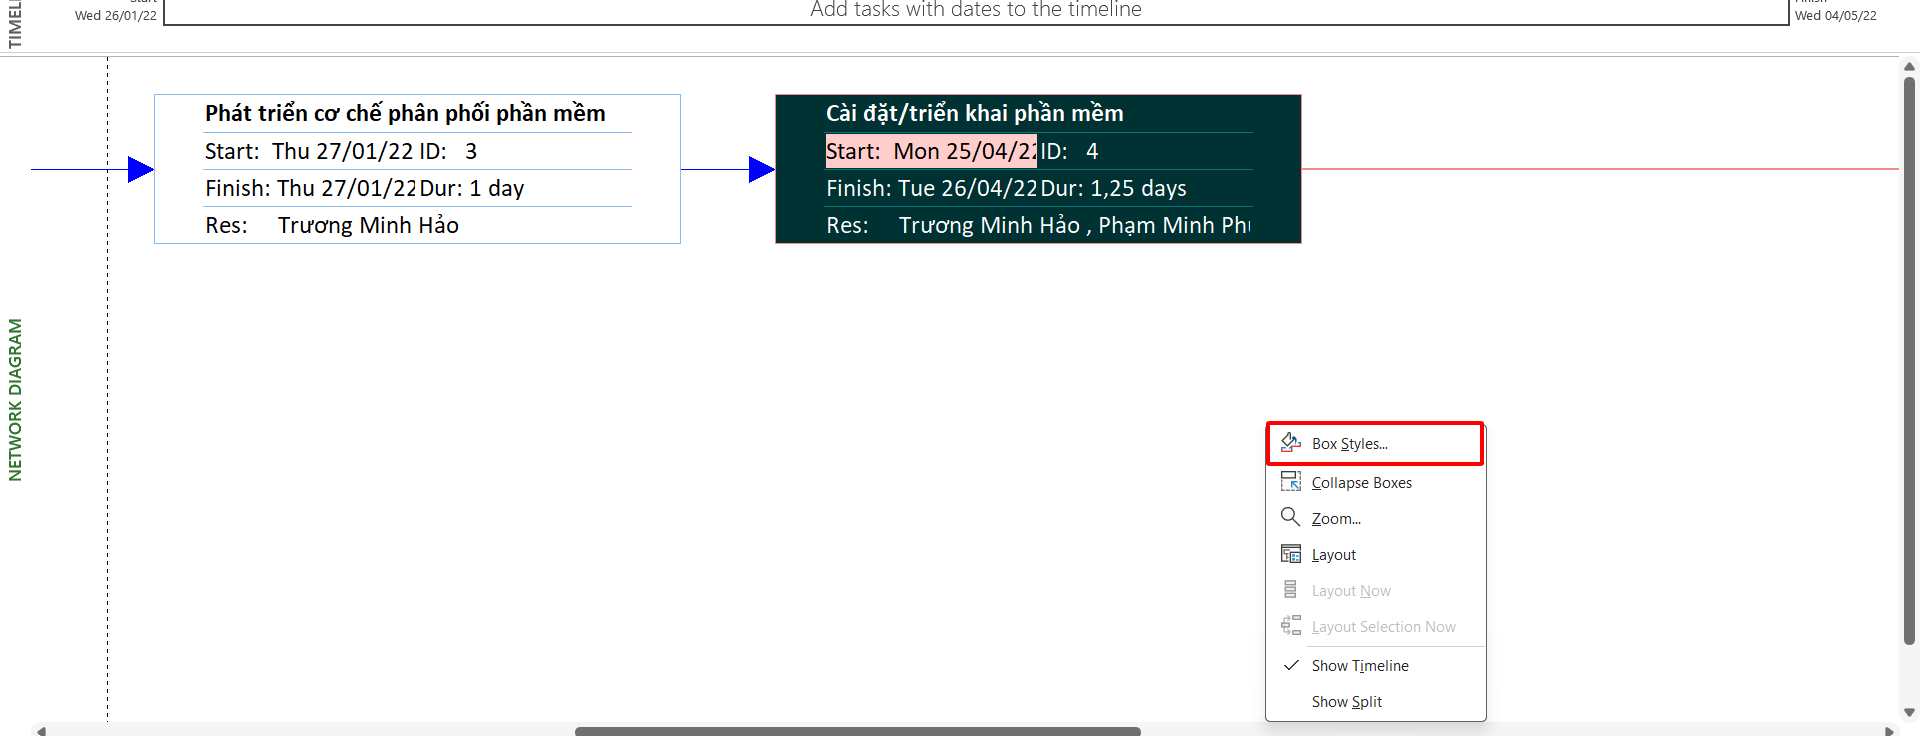 Wed 26/01/22
Add tasks with dates to the timeline
Wed 04/05/22
NETWORK DIAGRAM
Phát triển cơ chế phân phối phần mềm
Start: Thu 27/01/22 ID: 3
Finish: Thu 27/01/22 Dur: 1 day
Res: Trương Minh Hảo
Cài đặt/triển khai phần mềm
Start: Mon 25/04/22 ID: 4
Finish: Tue 26/04/22 Dur: 1,25 days
Res: Trương Minh Hảo , Phạm Minh
Box Styles...
Collapse Boxes
Zoom...
Layout
Layout Now
Layout Selection Now
Show Timeline
Show Split